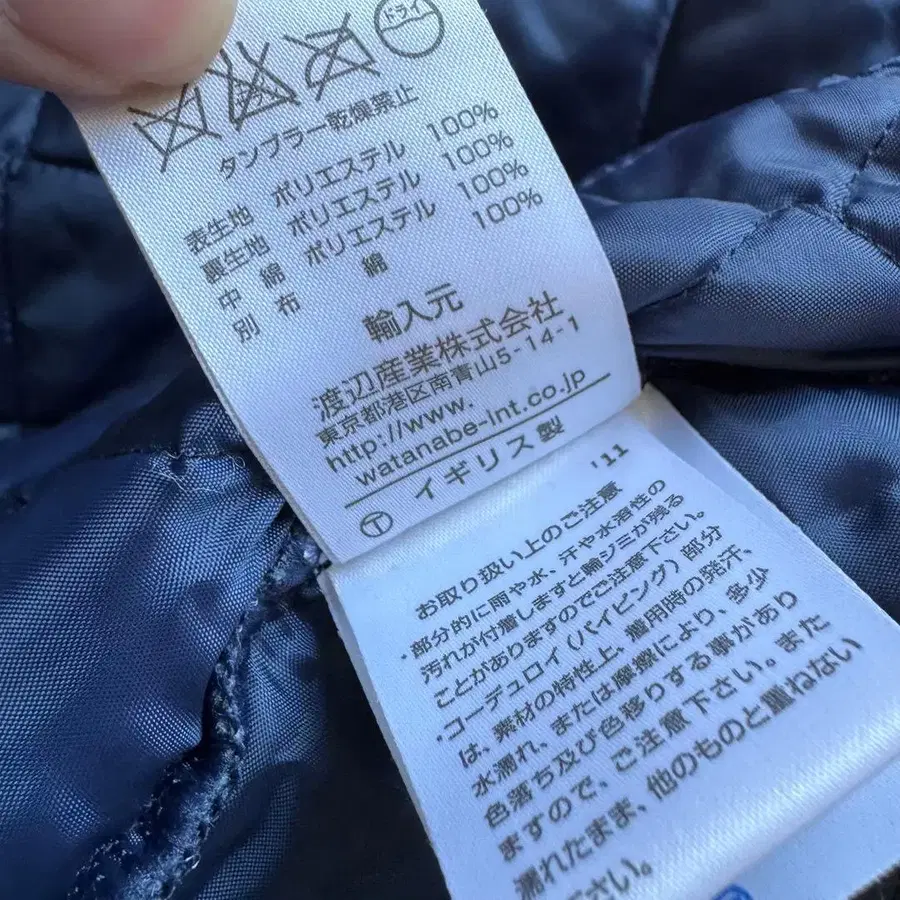 ドライ
タンブラー乾燥禁止
表生地 ポリエステル 100%
裏生地 ポリエステル 100%
中 綿 ポリエステル 100%
別 布 綿 100%
輸入元
渡辺産業株式会社
東京都港区南青山5-14-1
http://www.
watanabe-int.co.jp
Ⓣ イギリス製
'11
お取り扱い上のご注意
・部分的に雨や水、汗や水溶性の
汚れが付着しますと輪ジミが残る
ことがありますのでご注意下さい。
・コーデュロイ(パイピング)部分
は、素材の特性上、着用時の発汗、
水濡れ、または摩擦により、多少
色落ち及び色移りする事があり
ますので、ご注意下さい。また
濡れたまま、他のものと重ねない
下さい。